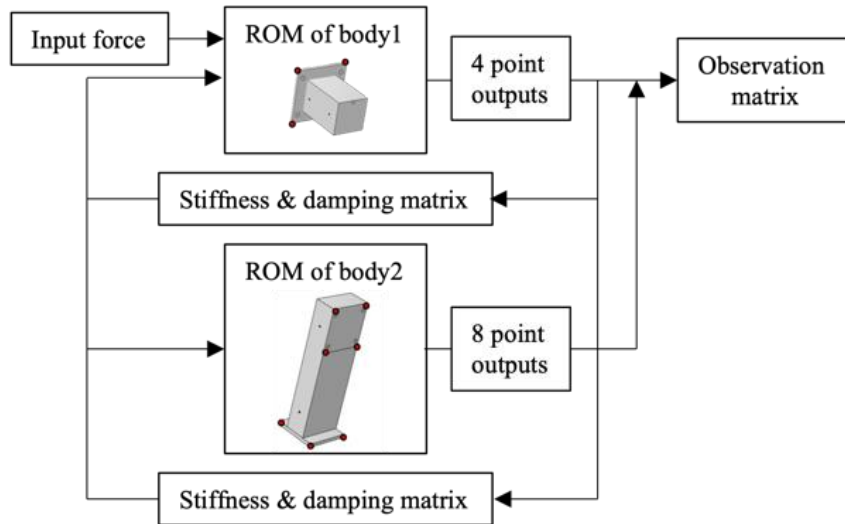 Input force
ROM of body1
4 point
outputs
Observation
matrix
Stiffness & damping matrix
ROM of body2
8 point
outputs
Stiffness & damping matrix